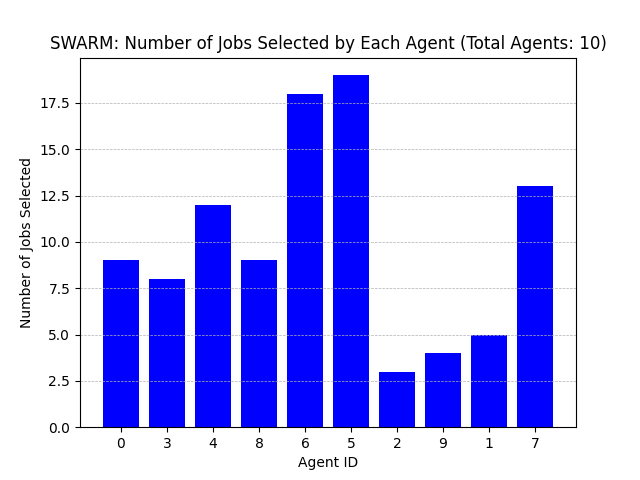 SWARM: Number of Jobs Selected by Each Agent (Total Agents: 10)
Number of Jobs Selected
17.5
15.0
12.5
10.0
7.5
5.0
2.5
0.0
0 3 4 8 6 5 2 9 1 7
Agent ID